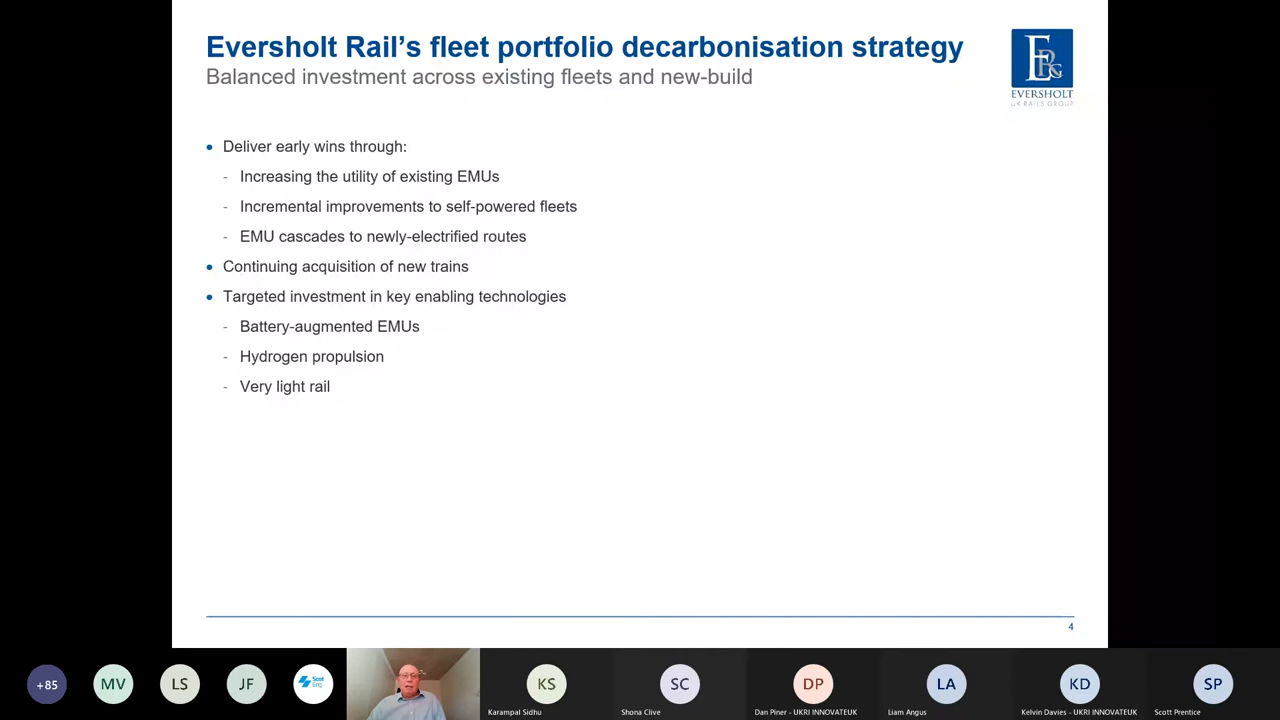 Eversholt Rail's fleet portfolio decarbonisation strategy
Balanced investment across existing fleets and new-build
EVERSHOLT
UK RAILS GROUP
• Deliver early wins through:
- Increasing the utility of existing EMUs
- Incremental improvements to self-powered fleets
- EMU cascades to newly-electrified routes
• Continuing acquisition of new trains
• Targeted investment in key enabling technologies
- Battery-augmented EMUs
- Hydrogen propulsion
- Very light rail
4
+85
MV
LS
JF
Scot
Eng
KS
SC
DP
LA
KD
SP
Karampal Sidhu
Shona Clive
Dan Piner - UKRI INNOVATEUK
Liam Angus
Kelvin Davies - UKRI INNOVATEUK
Scott Prentice